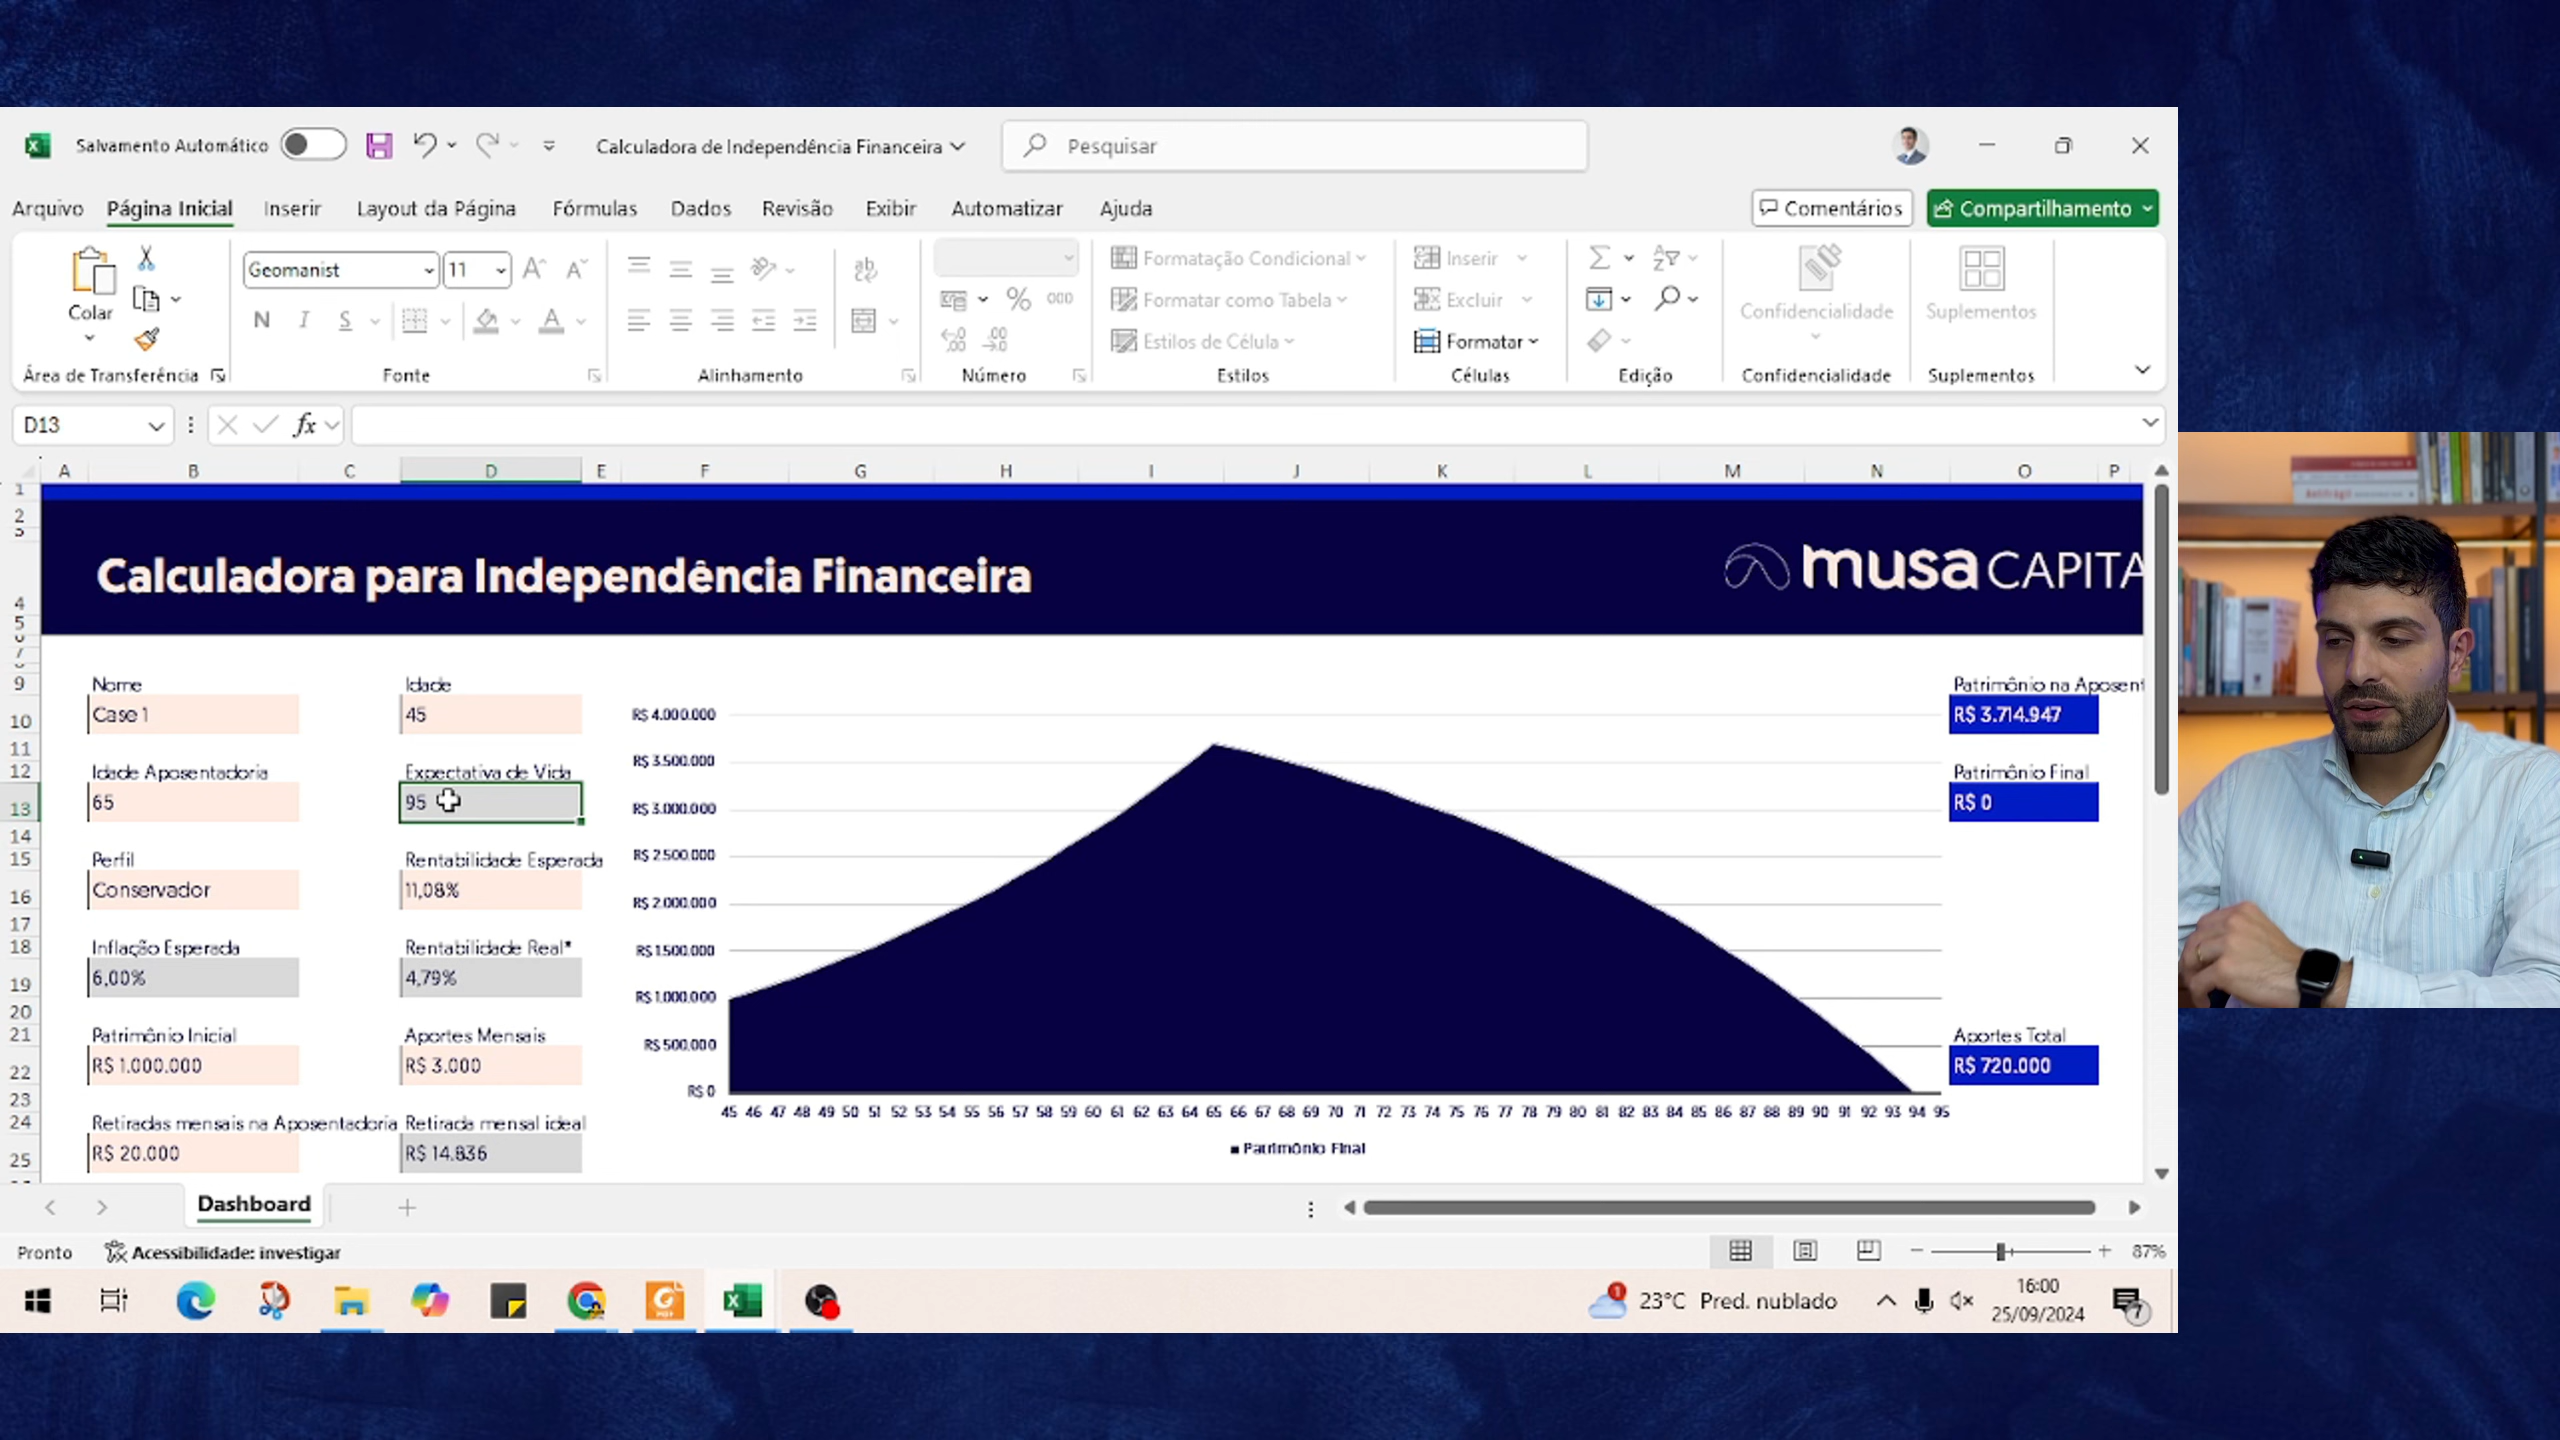 Salvamento Automático
Calculadora de Independência Financeira
Pesquisar
Arquivo Página Inicial Inserir Layout da Página Fórmulas Dados Revisão Exibir Automatizar Ajuda
Comentários Compartilhamento
Colar
Geomanist 11
N I S
Formatação Condicional
Formatar como Tabela
Estilos de Célula
Inserir
Excluir
Formatar
Confidencialidade
Suplementos
Área de Transferência Fonte Alinhamento Número Estilos Células Edição Confidencialidade Suplementos
D13 fx
A B C D E F G H I J K L M N O P
Calculadora para Independência Financeira
musa CAPITA
Nome Idade
Case 1 45
Idade Aposentadoria Expectativa de Vida
65 95
Perfil Rentabilidade Esperada
Conservador 11,08%
Inflação Esperada Rentabilidade Real*
6,00% 4,79%
Patrimônio Inicial Aportes Mensais
R$ 1.000.000 R$ 3.000
Retiradas mensais na Aposentadoria Retirada mensal ideal
R$ 20.000 R$ 14.836
R$ 4.000.000
R$ 3.500.000
R$ 3.000.000
R$ 2.500.000
R$ 2.000.000
R$ 1.500.000
R$ 1.000.000
R$ 500.000
R$ 0
45 46 47 48 49 50 51 52 53 54 55 56 57 58 59 60 61 62 63 64 65 66 67 68 69 70 71 72 73 74 75 76 77 78 79 80 81 82 83 84 85 86 87 88 89 90 91 92 93 94 95
Patrimônio Final
Patrimônio na Aposent
R$ 3.714.947
Patrimônio Final
R$ 0
Aportes Total
R$ 720.000
Dashboard
Pronto Acessibilidade: investigar
87%
23°C Pred. nublado
16:00
25/09/2024